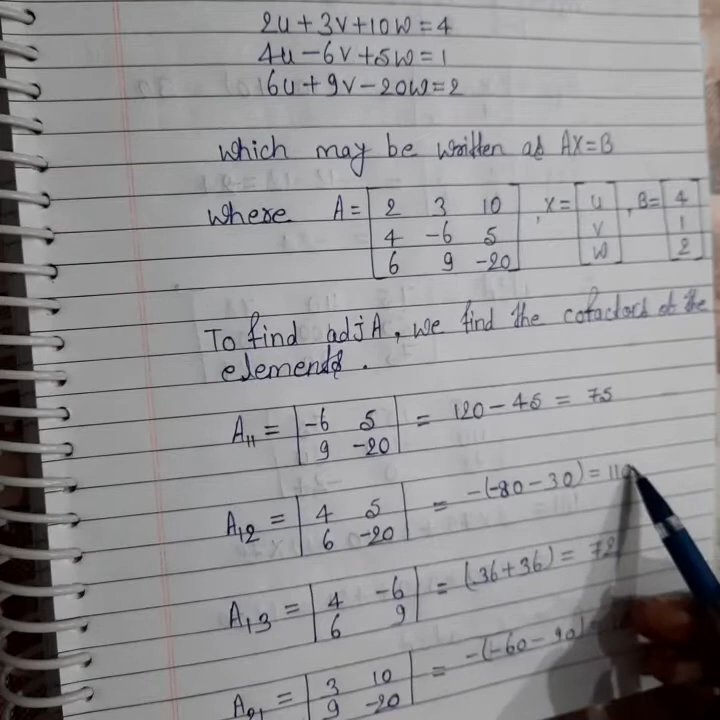 2u + 3v + 10w = 4
4u - 6v + 5w = 1
6u + 9v - 20w = 2
which may be written as AX = B
where A = [2 3 10 4 -6 5 6 9 -20], X = [u v w], B = [4 1 2]
To find adj A, we find the cofactors of the
elements.
A11 = |-6 5 9 -20| = 120 - 45 = 75
A12 = |4 5 6 -20| = -(-80 - 30) = 110
A13 = |4 -6 6 9| = (36 + 36) = 72
A21 = |3 10 9 -20| = -(-60 - 90) =